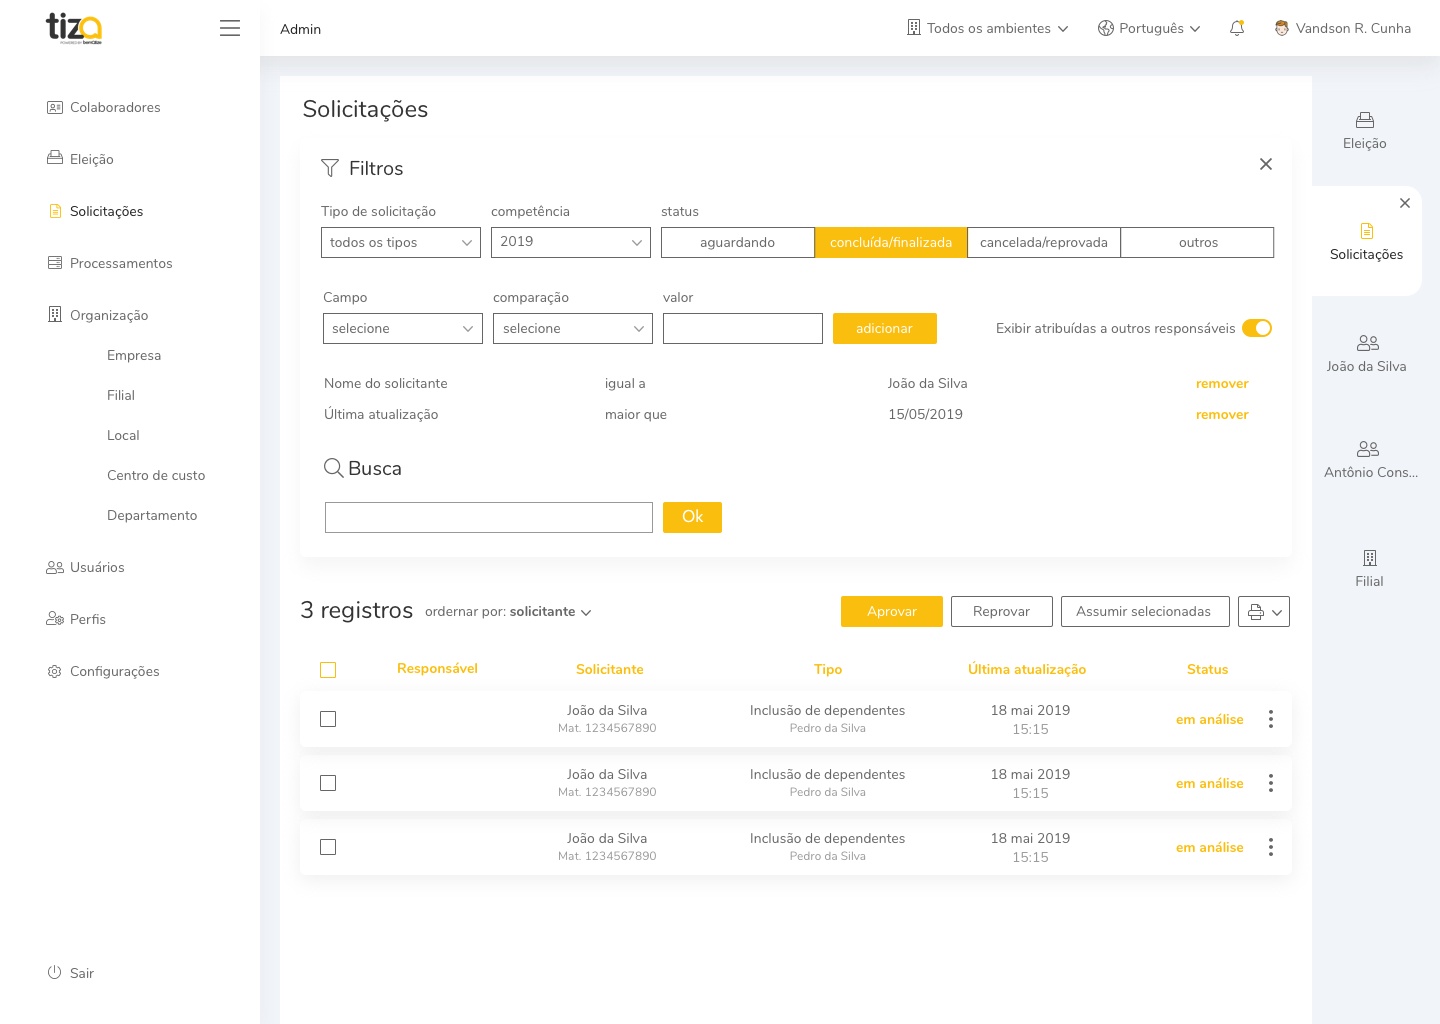 tiza
Admin
Todos os ambientes
Português
Vandson R. Cunha
Colaboradores
Eleição
Solicitações
Processamentos
Organização
Empresa
Filial
Local
Centro de custo
Departamento
Usuários
Perfis
Configurações
Sair
Solicitações
Filtros
Tipo de solicitação
competência
status
todos os tipos
2019
aguardando
concluída/finalizada
cancelada/reprovada
outros
Campo
comparação
valor
selecione
selecione
adicionar
Exibir atribuídas a outros responsáveis
Nome do solicitante
igual a
João da Silva
remover
Última atualização
maior que
15/05/2019
remover
Busca
Ok
3 registros
ordernar por: solicitante
Aprovar
Reprovar
Assumir selecionadas
Responsável
Solicitante
Tipo
Última atualização
Status
João da Silva
Mat. 1234567890
Inclusão de dependentes
Pedro da Silva
18 mai 2019
15:15
em análise
João da Silva
Mat. 1234567890
Inclusão de dependentes
Pedro da Silva
18 mai 2019
15:15
em análise
João da Silva
Mat. 1234567890
Inclusão de dependentes
Pedro da Silva
18 mai 2019
15:15
em análise
Eleição
Solicitações
João da Silva
Antônio Cons...
Filial